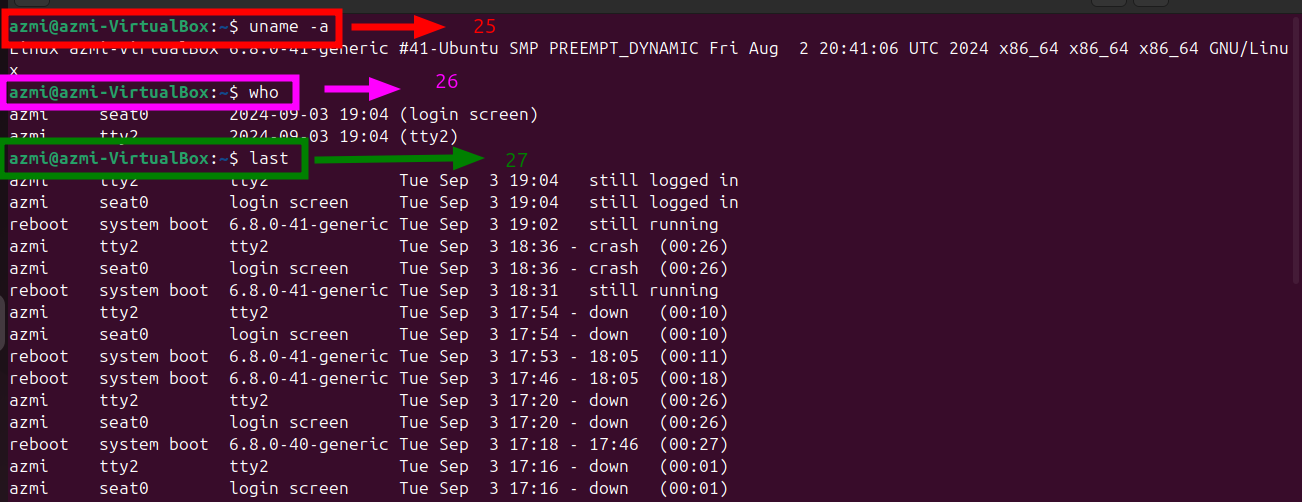 azmi@azmi-VirtualBox:~$ uname -a 25
Linux azmi-VirtualBox 6.8.0-41-generic #41-Ubuntu SMP PREEMPT_DYNAMIC Fri Aug  2 20:41:06 UTC 2024 x86_64 x86_64 x86_64 GNU/Linu
x
azmi@azmi-VirtualBox:~$ who 26
azmi     seat0        2024-09-03 19:04 (login screen)
azmi     tty2         2024-09-03 19:04 (tty2)
azmi@azmi-VirtualBox:~$ last 27
azmi     tty2         tty2             Tue Sep  3 19:04   still logged in
azmi     seat0        login screen     Tue Sep  3 19:04   still logged in
reboot   system boot  6.8.0-41-generic Tue Sep  3 19:02   still running
azmi     tty2         tty2             Tue Sep  3 18:36 - crash  (00:26)
azmi     seat0        login screen     Tue Sep  3 18:36 - crash  (00:26)
reboot   system boot  6.8.0-41-generic Tue Sep  3 18:31   still running
azmi     tty2         tty2             Tue Sep  3 17:54 - down   (00:10)
azmi     seat0        login screen     Tue Sep  3 17:54 - down   (00:10)
reboot   system boot  6.8.0-41-generic Tue Sep  3 17:53 - 18:05  (00:11)
reboot   system boot  6.8.0-41-generic Tue Sep  3 17:46 - 18:05  (00:18)
azmi     tty2         tty2             Tue Sep  3 17:20 - down   (00:26)
azmi     seat0        login screen     Tue Sep  3 17:20 - down   (00:26)
reboot   system boot  6.8.0-40-generic Tue Sep  3 17:18 - 17:46  (00:27)
azmi     tty2         tty2             Tue Sep  3 17:16 - down   (00:01)
azmi     seat0        login screen     Tue Sep  3 17:16 - down   (00:01)